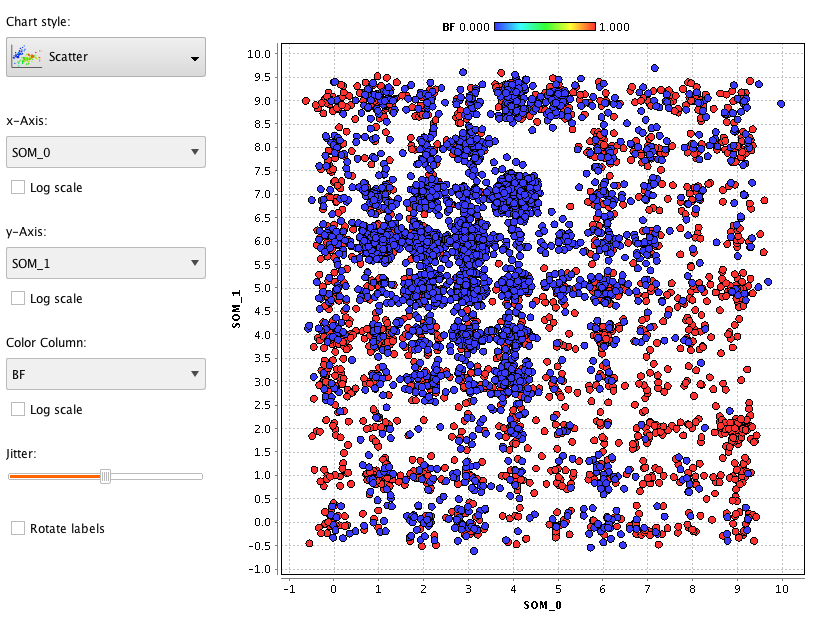 Chart style:
Scatter
x-Axis:
SOM_0
Log scale
y-Axis:
SOM_1
Log scale
Color Column:
BF
Log scale
Jitter:
Rotate labels
BF 0.000 1.000
SOM_1
10.0
9.5
9.0
8.5
8.0
7.5
7.0
6.5
6.0
5.5
5.0
4.5
4.0
3.5
3.0
2.5
2.0
1.5
1.0
0.5
0.0
-0.5
-1.0
-1 0 1 2 3 4 5 6 7 8 9 10
SOM_0